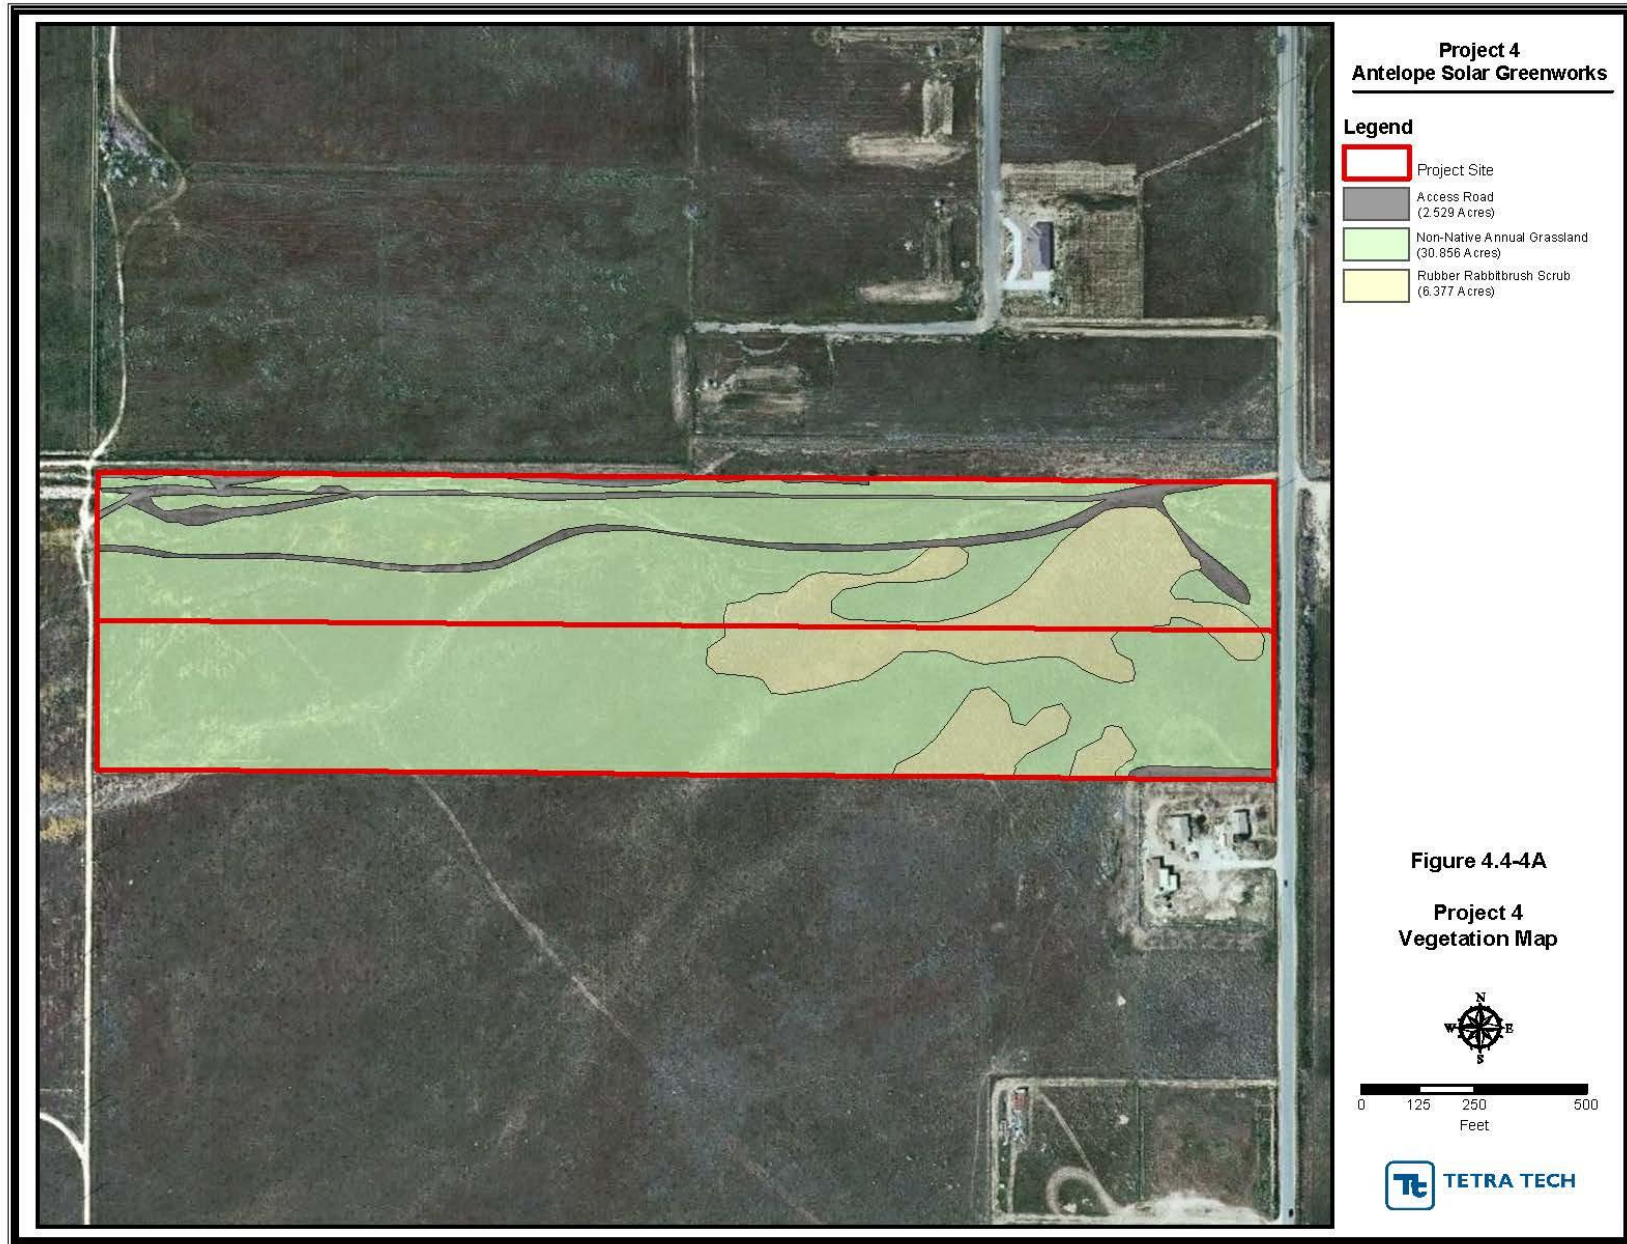 Project 4
Antelope Solar Greenworks
Legend
Project Site
Access Road
(2.529 Acres)
Non-Native Annual Grassland
(30.856 Acres)
Rubber Rabbitbrush Scrub
(6.377 Acres)
Figure 4.4-4A
Project 4
Vegetation Map
N
W E
S
0 125 250 500
Feet
Tt TETRA TECH